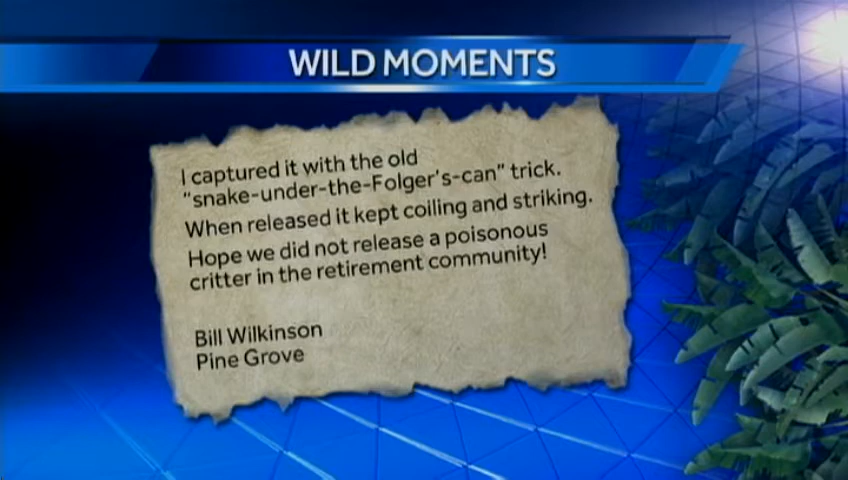 WILD MOMENTS
I captured it with the old
"snake-under-the-Folger's-can" trick.
When released it kept coiling and striking.
Hope we did not release a poisonous
critter in the retirement community!
Bill Wilkinson
Pine Grove